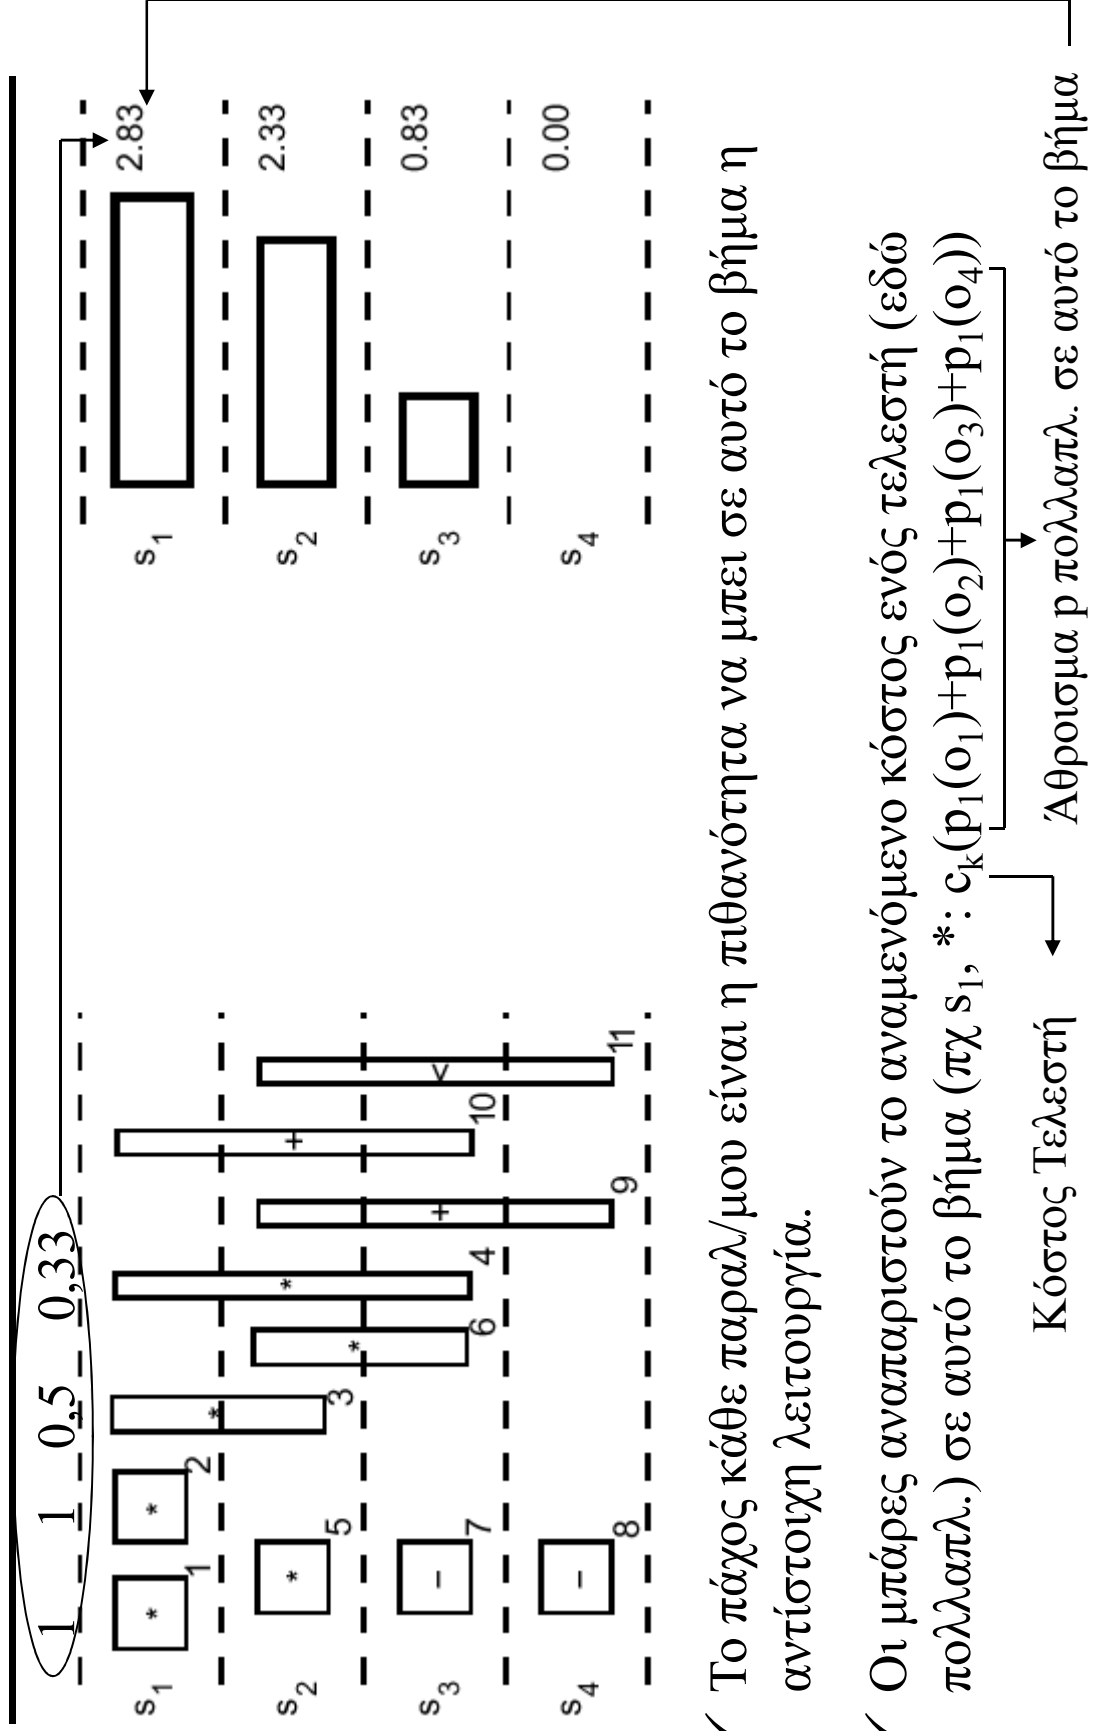 1 1 0,5 0,33
s1 * 1 * 2 2.83
s2 * 5 * 3 + 10 2.33
s3 – 7 * 6 * 4 + < 0.83
s4 – 8 9 11 0.00
( Το πάχος κάθε παραλ/μου είναι η πιθανότητα να μπει σε αυτό το βήμα η
αντίστοιχη λειτουργία.
( Οι μπάρες αναπαριστούν το αναμενόμενο κόστος ενός τελεστή (εδώ
πολλαπλ.) σε αυτό το βήμα (πχ s1, *: ck(p1(o1)+p1(o2)+p1(o3)+p1(o4))
Κόστος Τελεστή Άθροισμα p πολλαπλ. σε αυτό το βήμα
s1
s2
s3
s4